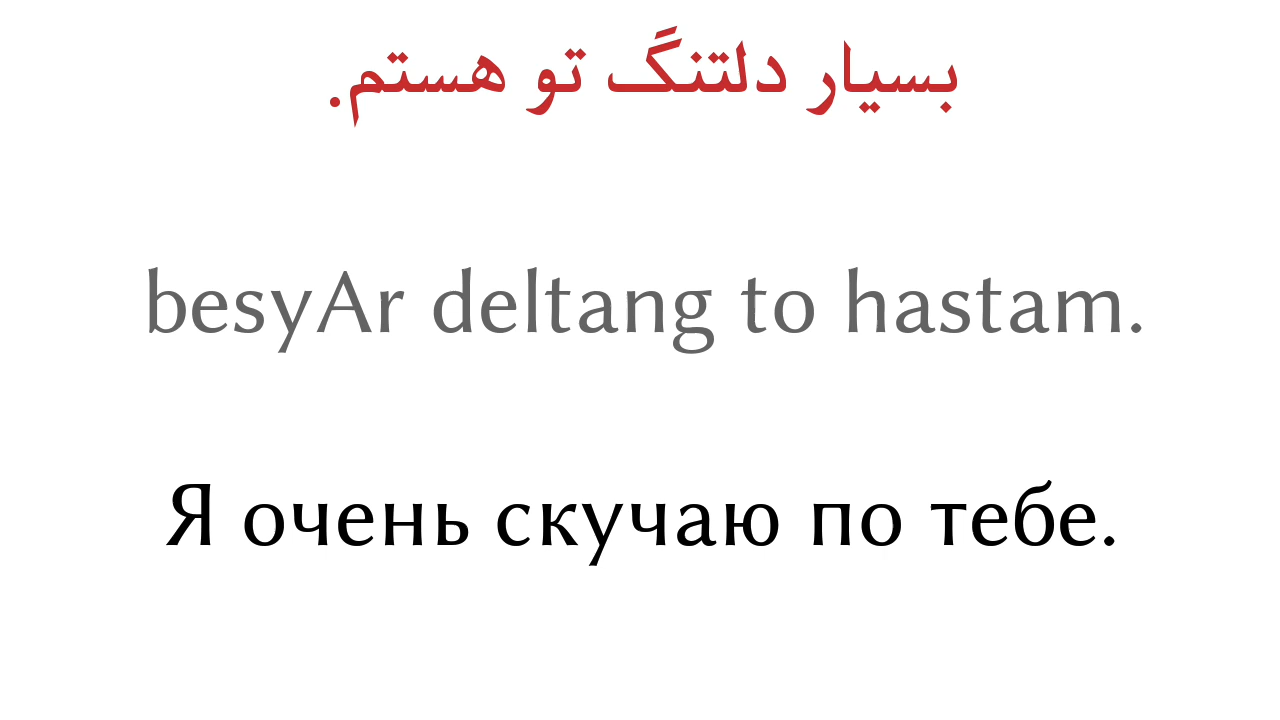 بسیار دلتنگ تو هستم.
besyAr deltang to hastam.
Я очень скучаю по тебе.